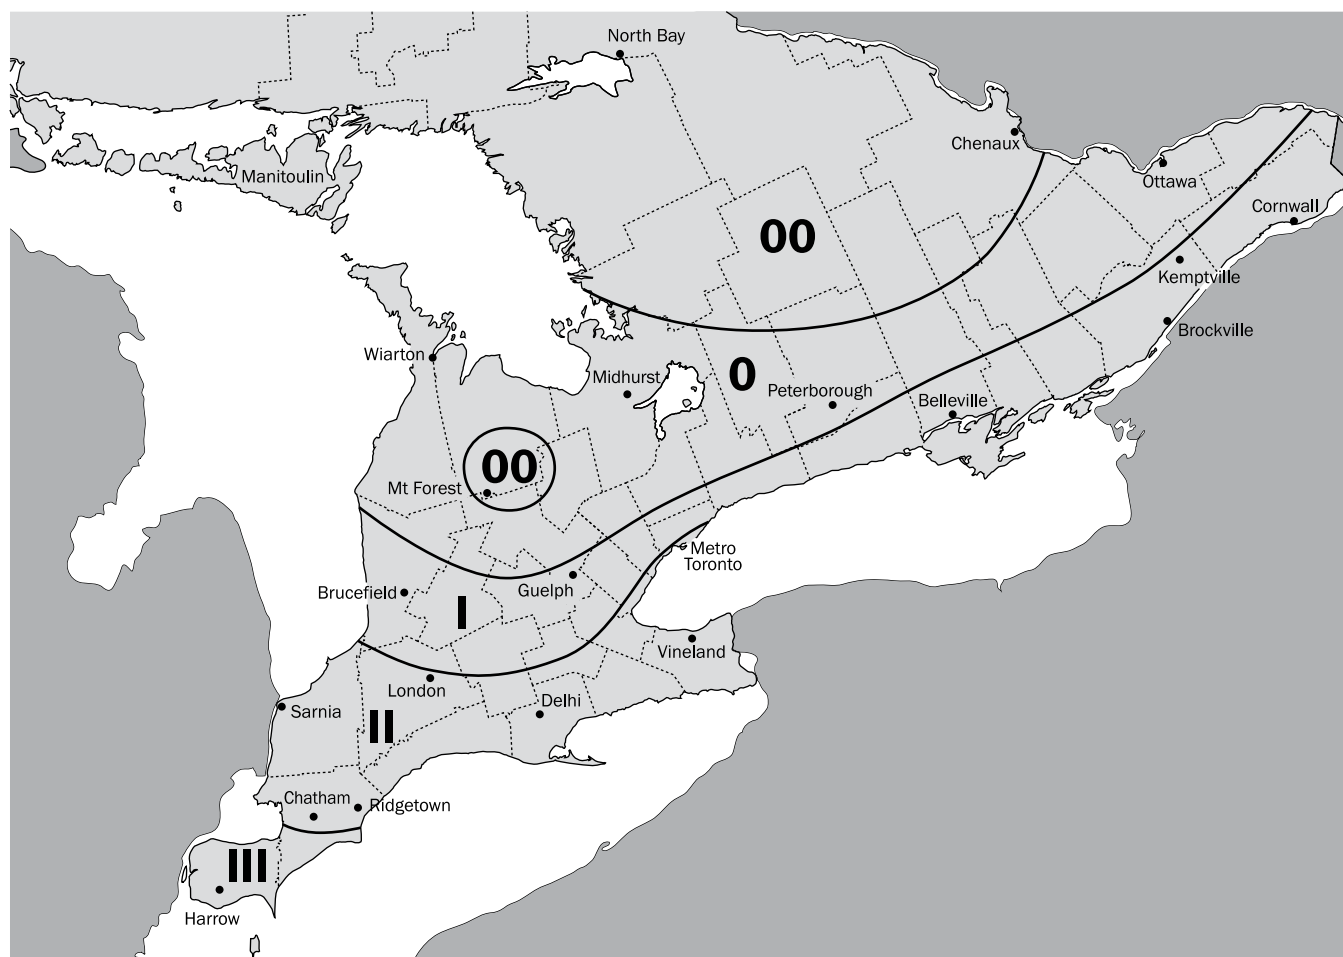 North Bay
Chenaux
Ottawa
Manitoulin
Cornwall
00
Kemptville
Brockville
Wiarton
Midhurst
0
Peterborough
Belleville
00
Mt Forest
Metro
Toronto
Brucefield
I
Guelph
Vineland
London
Delhi
Sarnia
II
Chatham
Ridgetown
III
Harrow